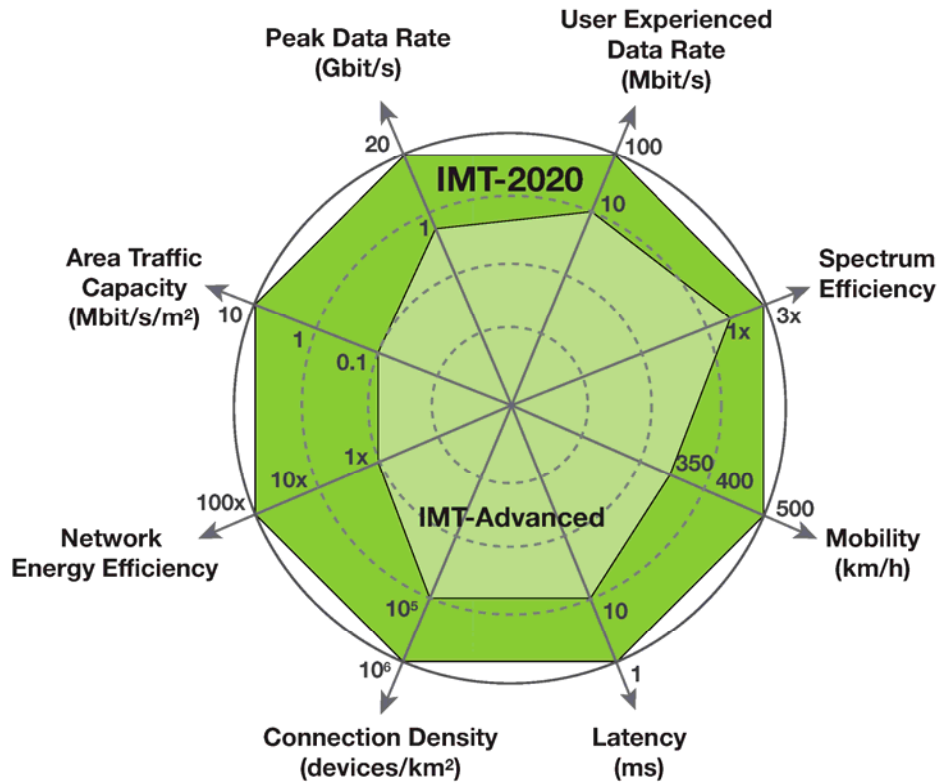 Peak Data Rate
(Gbit/s)
User Experienced
Data Rate
(Mbit/s)
20
100
IMT-2020
1
10
Area Traffic
Capacity
(Mbit/s/m²)
Spectrum
Efficiency
10
1
0.1
1x
3x
1x
10x
100x
350
400
500
IMT-Advanced
Network
Energy Efficiency
Mobility
(km/h)
10⁵
10
10⁶
1
Connection Density
(devices/km²)
Latency
(ms)